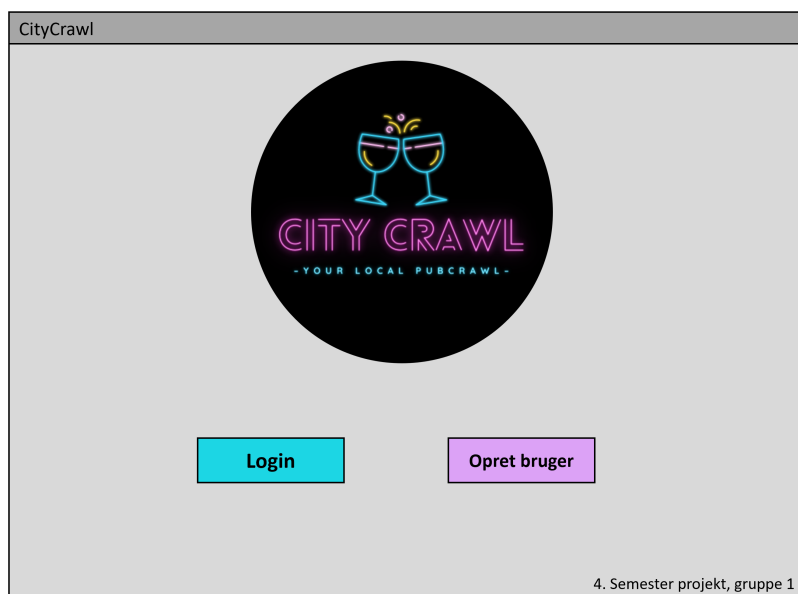 CityCrawl
CITY CRAWL
-YOUR LOCAL PUBCRAWL-
Login
Opret bruger
4. Semester projekt, gruppe 1